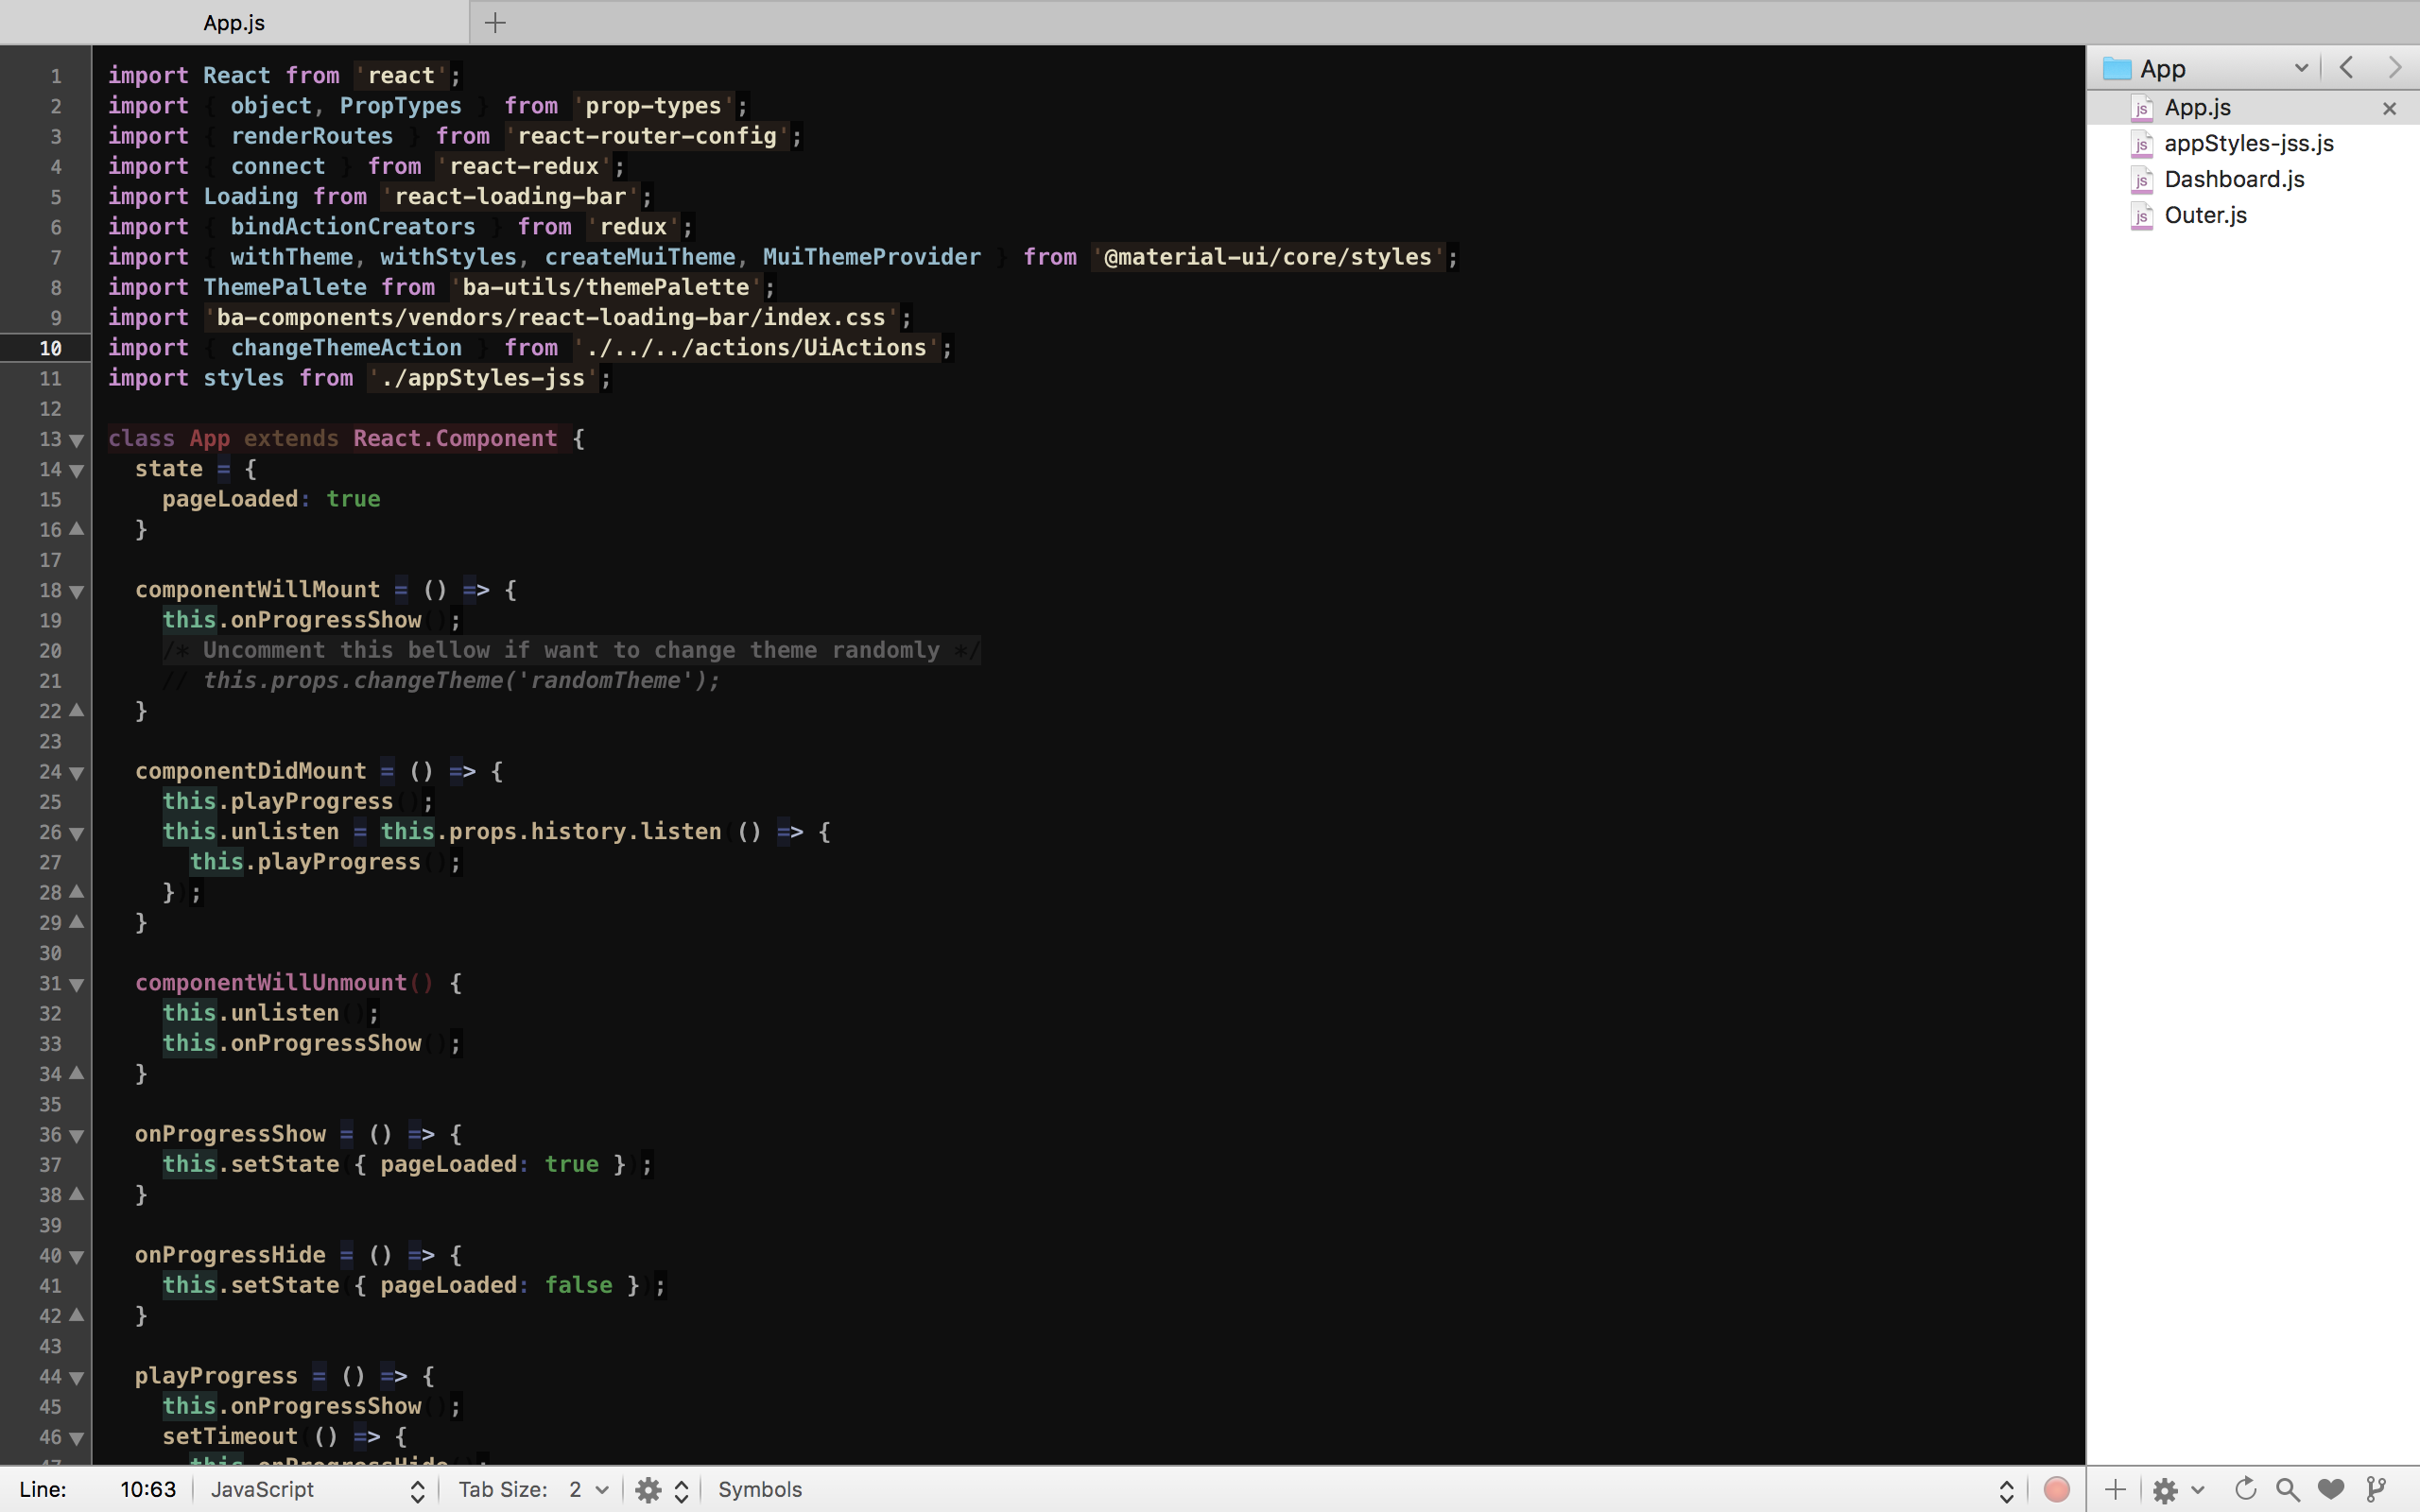 App.js
App
App.js
appStyles-jss.js
Dashboard.js
Outer.js
1 import React from 'react';
2 import { object, PropTypes } from 'prop-types';
3 import { renderRoutes } from 'react-router-config';
4 import { connect } from 'react-redux';
5 import Loading from 'react-loading-bar';
6 import { bindActionCreators } from 'redux';
7 import { withTheme, withStyles, createMuiTheme, MuiThemeProvider } from '@material-ui/core/styles';
8 import ThemePallete from 'ba-utils/themePalette';
9 import 'ba-components/vendors/react-loading-bar/index.css';
10 import { changeThemeAction } from './../../actions/UiActions';
11 import styles from './appStyles-jss';
12
13 class App extends React.Component {
14   state = {
15     pageLoaded: true
16   }
17
18   componentWillMount = () => {
19     this.onProgressShow();
20     /* Uncomment this bellow if want to change theme randomly */
21     // this.props.changeTheme('randomTheme');
22   }
23
24   componentDidMount = () => {
25     this.playProgress();
26     this.unlisten = this.props.history.listen(() => {
27       this.playProgress();
28     });
29   }
30
31   componentWillUnmount() {
32     this.unlisten();
33     this.onProgressShow();
34   }
35
36   onProgressShow = () => {
37     this.setState({ pageLoaded: true });
38   }
39
40   onProgressHide = () => {
41     this.setState({ pageLoaded: false });
42   }
43
44   playProgress = () => {
45     this.onProgressShow();
46     setTimeout(() => {
47       this.onProgressHide();
Line: 10:63 JavaScript Tab Size: 2 Symbols